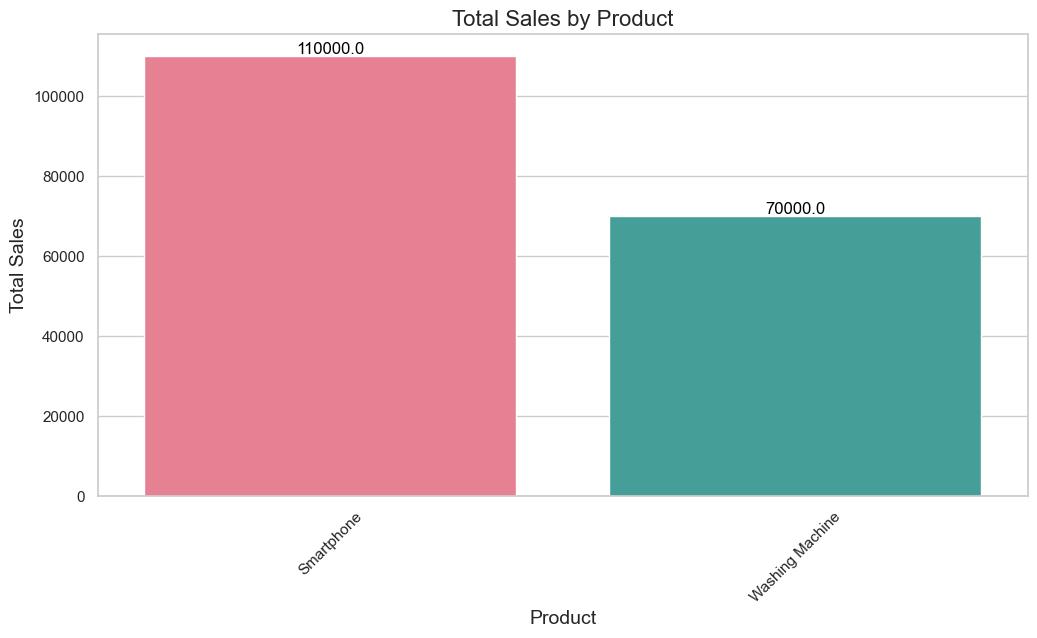 Total Sales by Product
110000.0
70000.0
100000
80000
60000
40000
20000
0
Total Sales
Smartphone
Washing Machine
Product